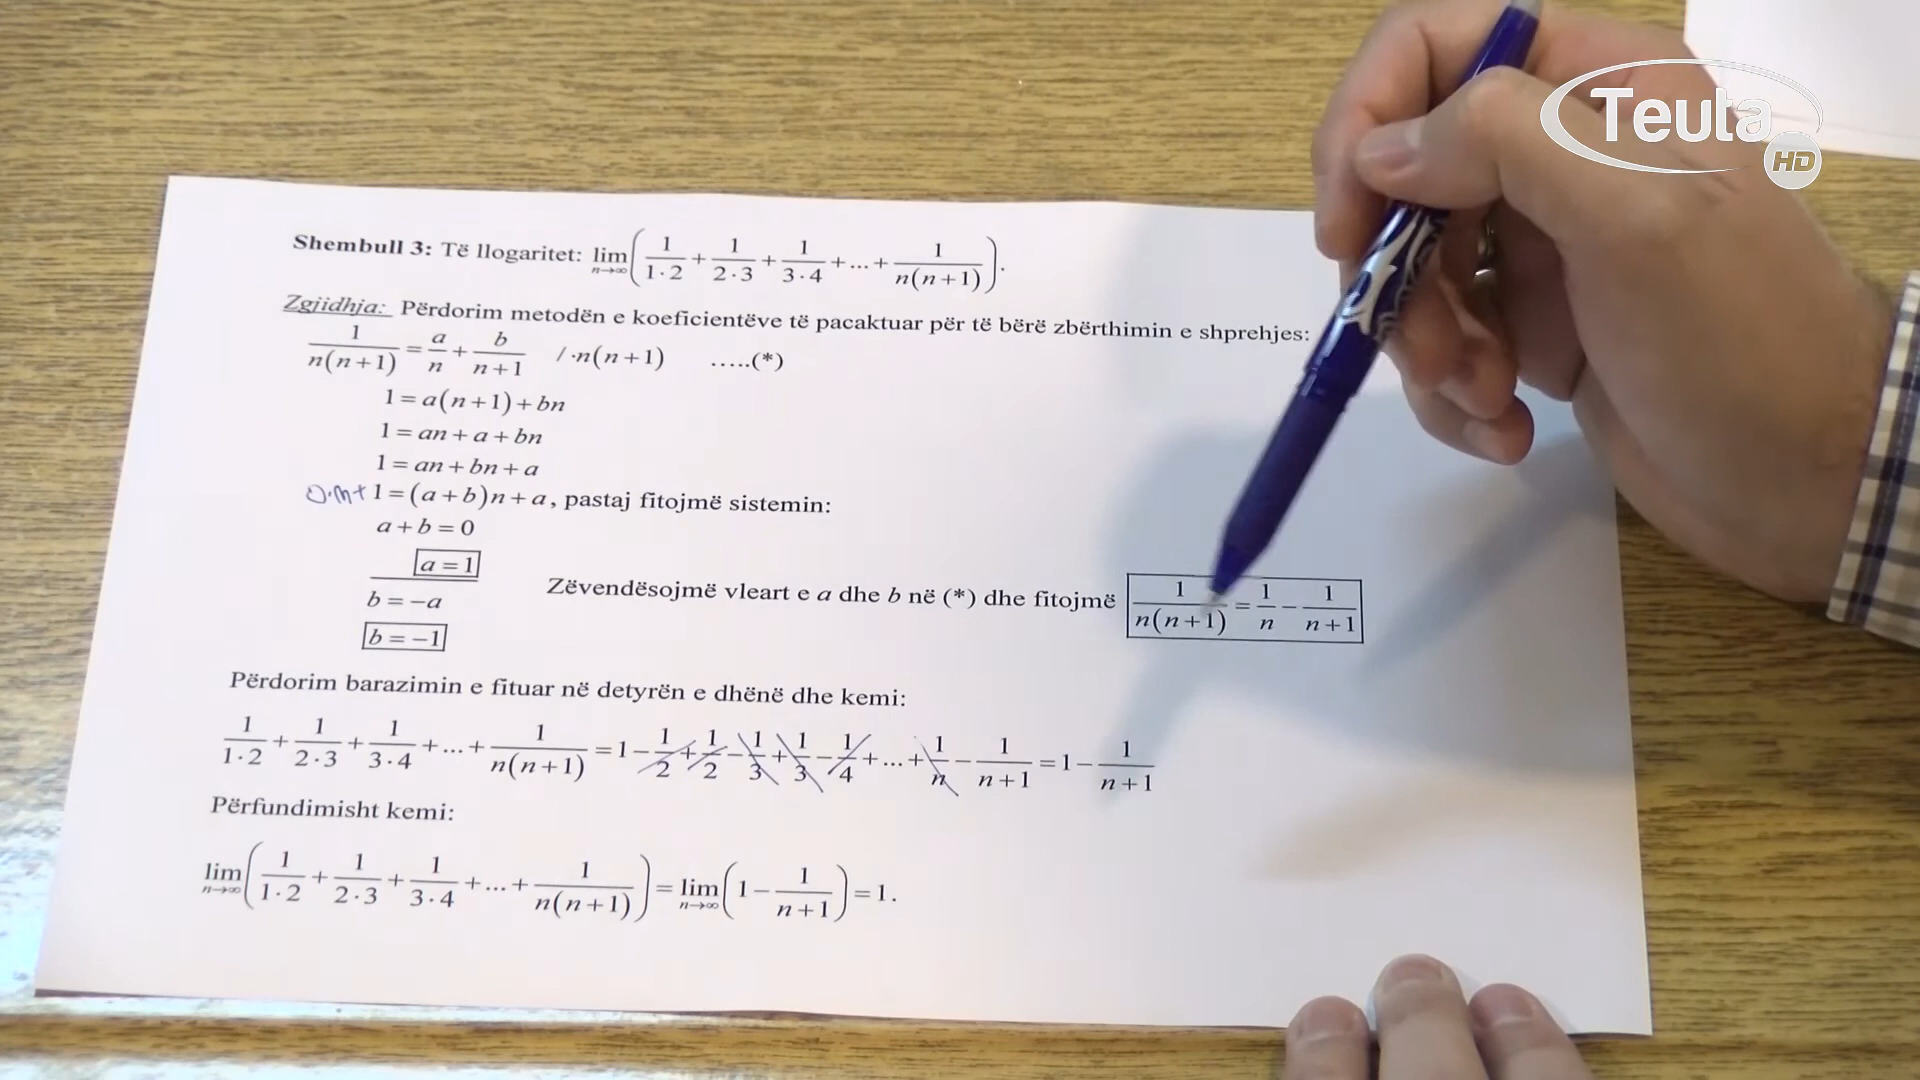 Teuta
HD
Shembull 3: Të llogaritet: lim n→∞ (1/(1·2) + 1/(2·3) + 1/(3·4) + ... + 1/(n(n+1))).
Zgjidhja: Përdorim metodën e koeficientëve të pacaktuar për të bërë zbërthimin e shprehjes:
1/(n(n+1)) = a/n + b/(n+1) / ·n(n+1) .....(*)
1 = a(n+1) + bn
1 = an + a + bn
1 = an + bn + a
0·n+ 1 = (a+b)n + a, pastaj fitojmë sistemin:
a + b = 0
a = 1
b = −a
b = −1
Zëvendësojmë vleart e a dhe b në (*) dhe fitojmë 1/(n(n+1)) = 1/n − 1/(n+1)
Përdorim barazimin e fituar në detyrën e dhënë dhe kemi:
1/(1·2) + 1/(2·3) + 1/(3·4) + ... + 1/(n(n+1)) = 1 − 1/2 + 1/2 − 1/3 + 1/3 − 1/4 + ... + 1/n − 1/(n+1) = 1 − 1/(n+1)
Përfundimisht kemi:
lim n→∞ (1/(1·2) + 1/(2·3) + 1/(3·4) + ... + 1/(n(n+1))) = lim n→∞ (1 − 1/(n+1)) = 1.